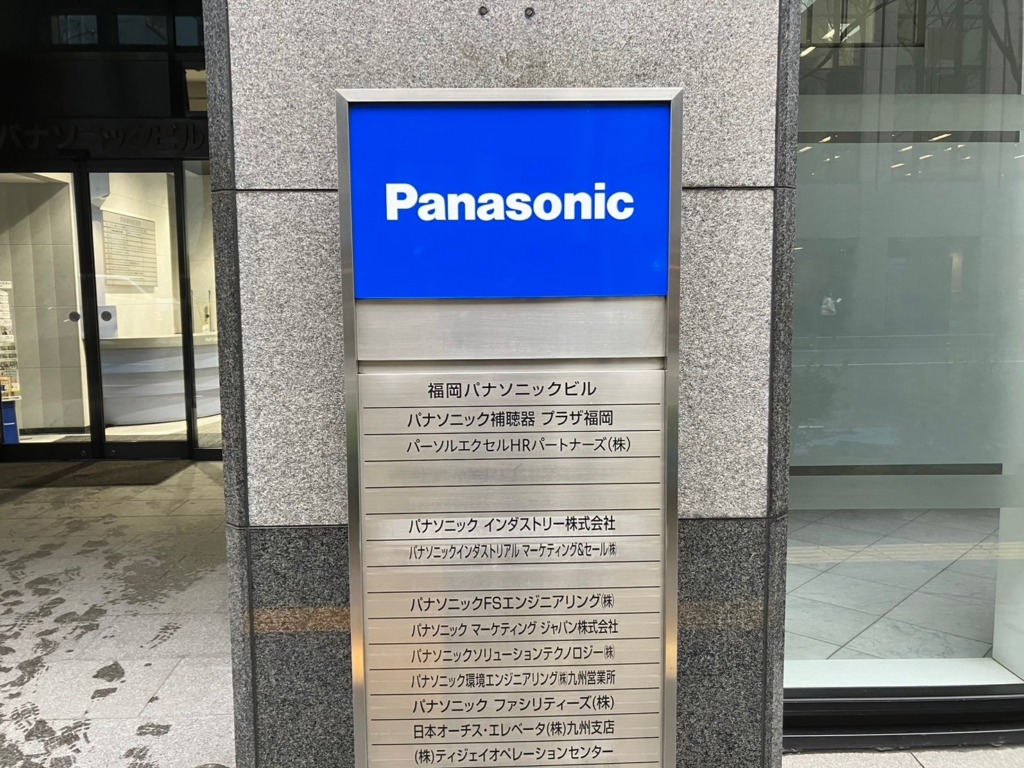 パナソニックビル
Panasonic
福岡パナソニックビル
パナソニック補聴器 プラザ福岡
パーソルエクセルHRパートナーズ(株)
パナソニック インダストリー株式会社
パナソニックインダストリアル マーケティング&セールス㈱
パナソニックFSエンジニアリング㈱
パナソニック マーケティング ジャパン株式会社
パナソニックソリューションテクノロジー㈱
パナソニック環境エンジニアリング㈱九州営業所
パナソニック ファシリティーズ(株)
日本オーチス・エレベータ(株)九州支店
(株)ティジェイオペレーションセンター